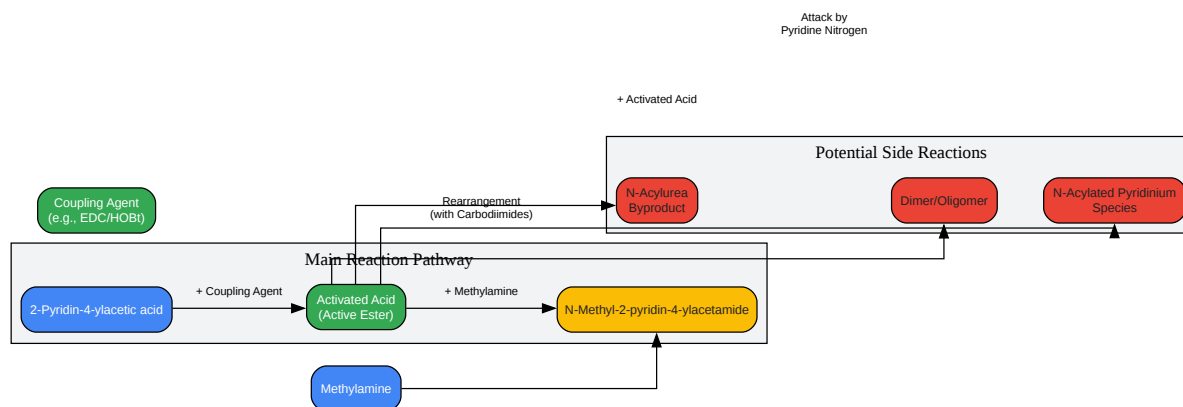 Attack by
Pyridine Nitrogen
+ Activated Acid
Potential Side Reactions
N-Acylurea
Byproduct
Dimer/Oligomer
N-Acylated Pyridinium
Species
Coupling Agent
(e.g., EDC/HOBt)
Rearrangement
(with Carbodiimides)
Main Reaction Pathway
2-Pyridin-4-ylacetic acid
+ Coupling Agent
Activated Acid
(Active Ester)
+ Methylamine
N-Methyl-2-pyridin-4-ylacetamide
Methylamine